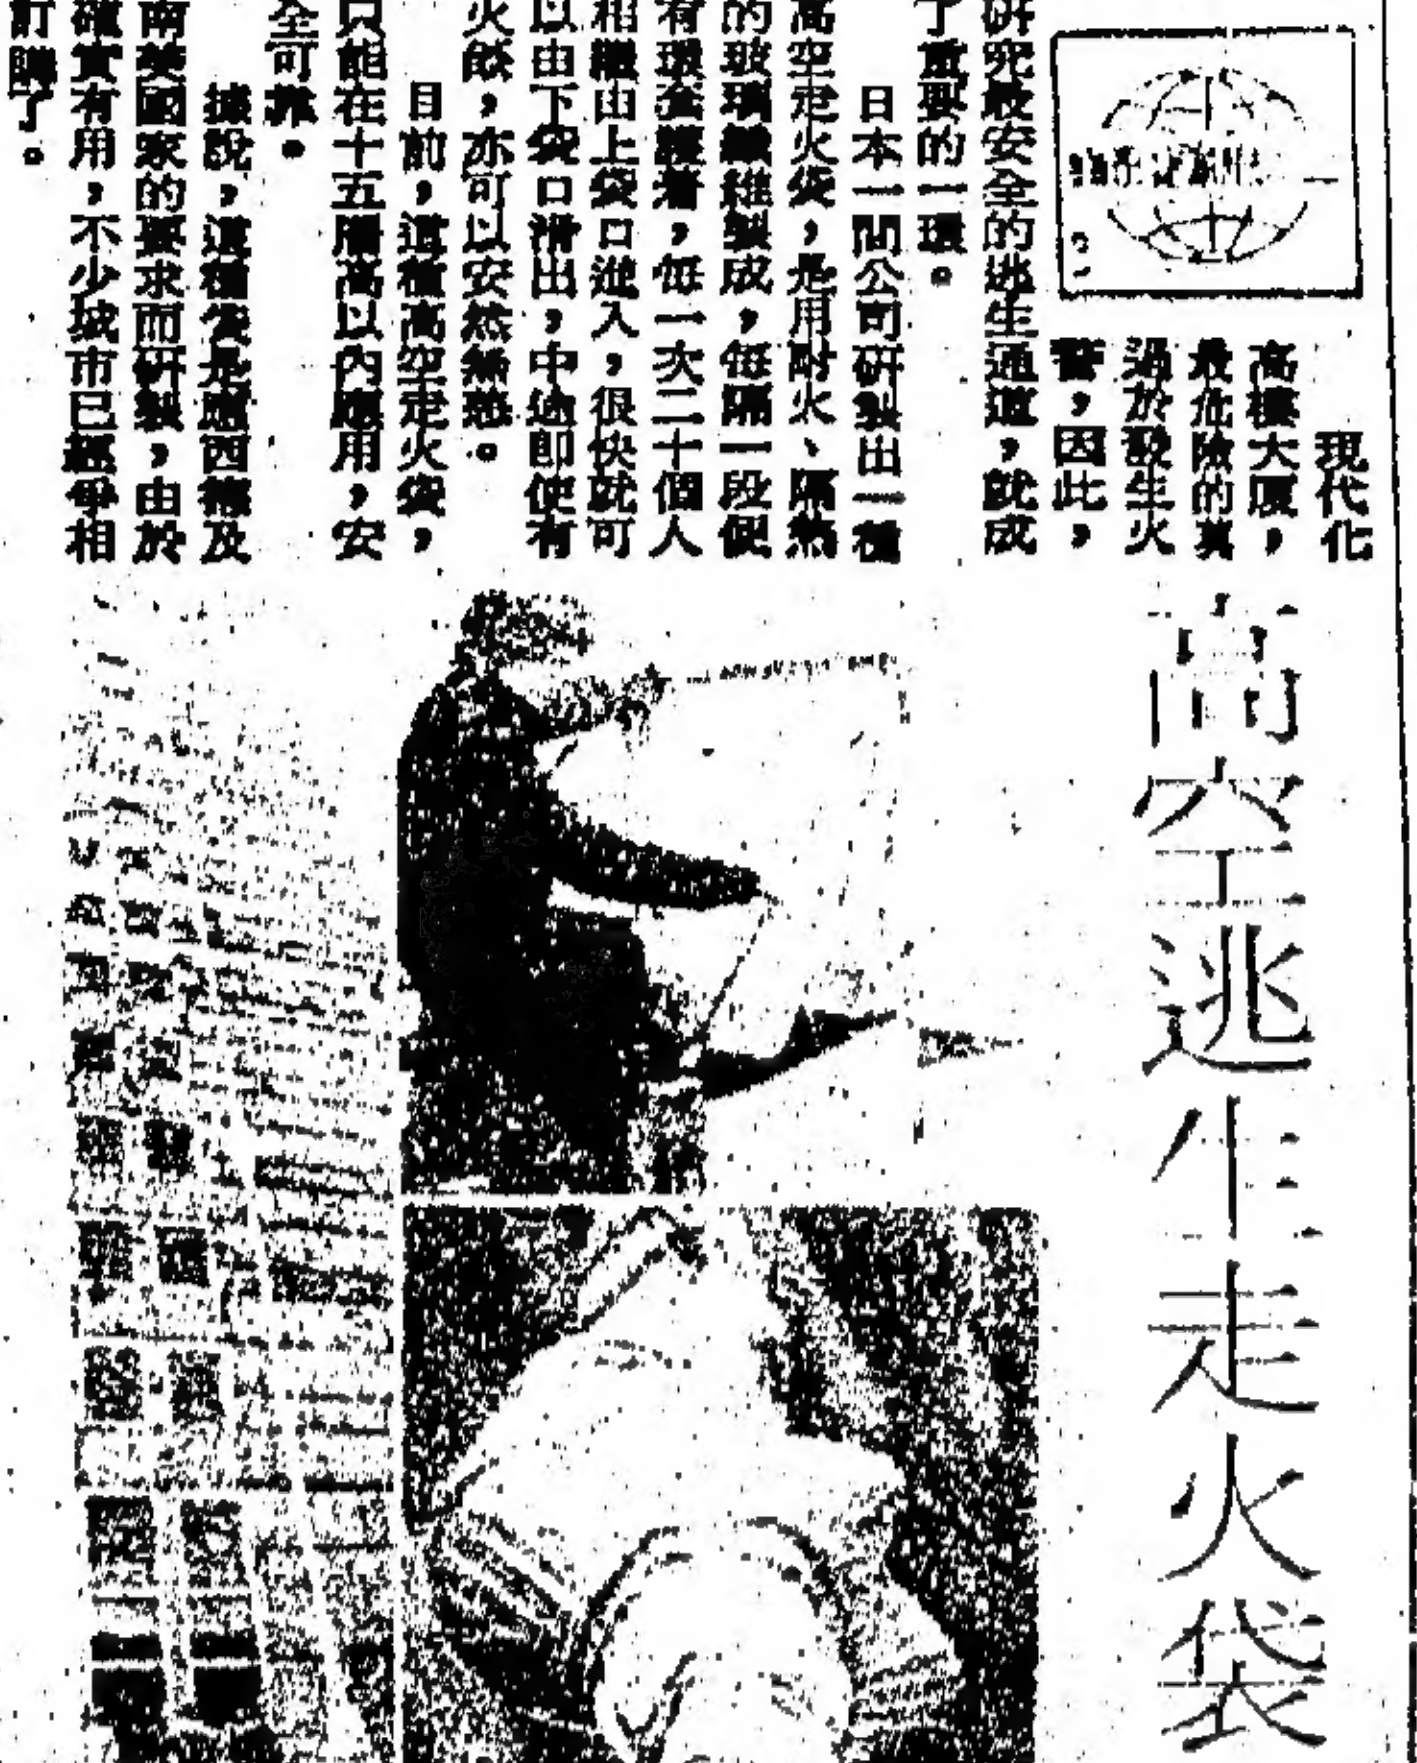 高空逃生走火袋
現代化
高樓大廈，
最危險的莫
過於發生火
警，因此，
研究最安全的逃生通道，就成
了重要的一環。
日本一間公司研製出一種
高空走火袋，是用耐火、隔熱
的玻璃纖維製成，每隔一段便
有環套護着，每一次二十個人
相繼由上袋口進入，很快就可
以由下袋口滑出，中途即使有
火燄，亦可以安然無恙。
目前，這種高空走火袋，
只能在十五層高以內應用，安
全可靠。
據說，這種袋是應西德及
南美國家的要求而研製，由於
確實有用，不少城市已經爭相
訂購了。